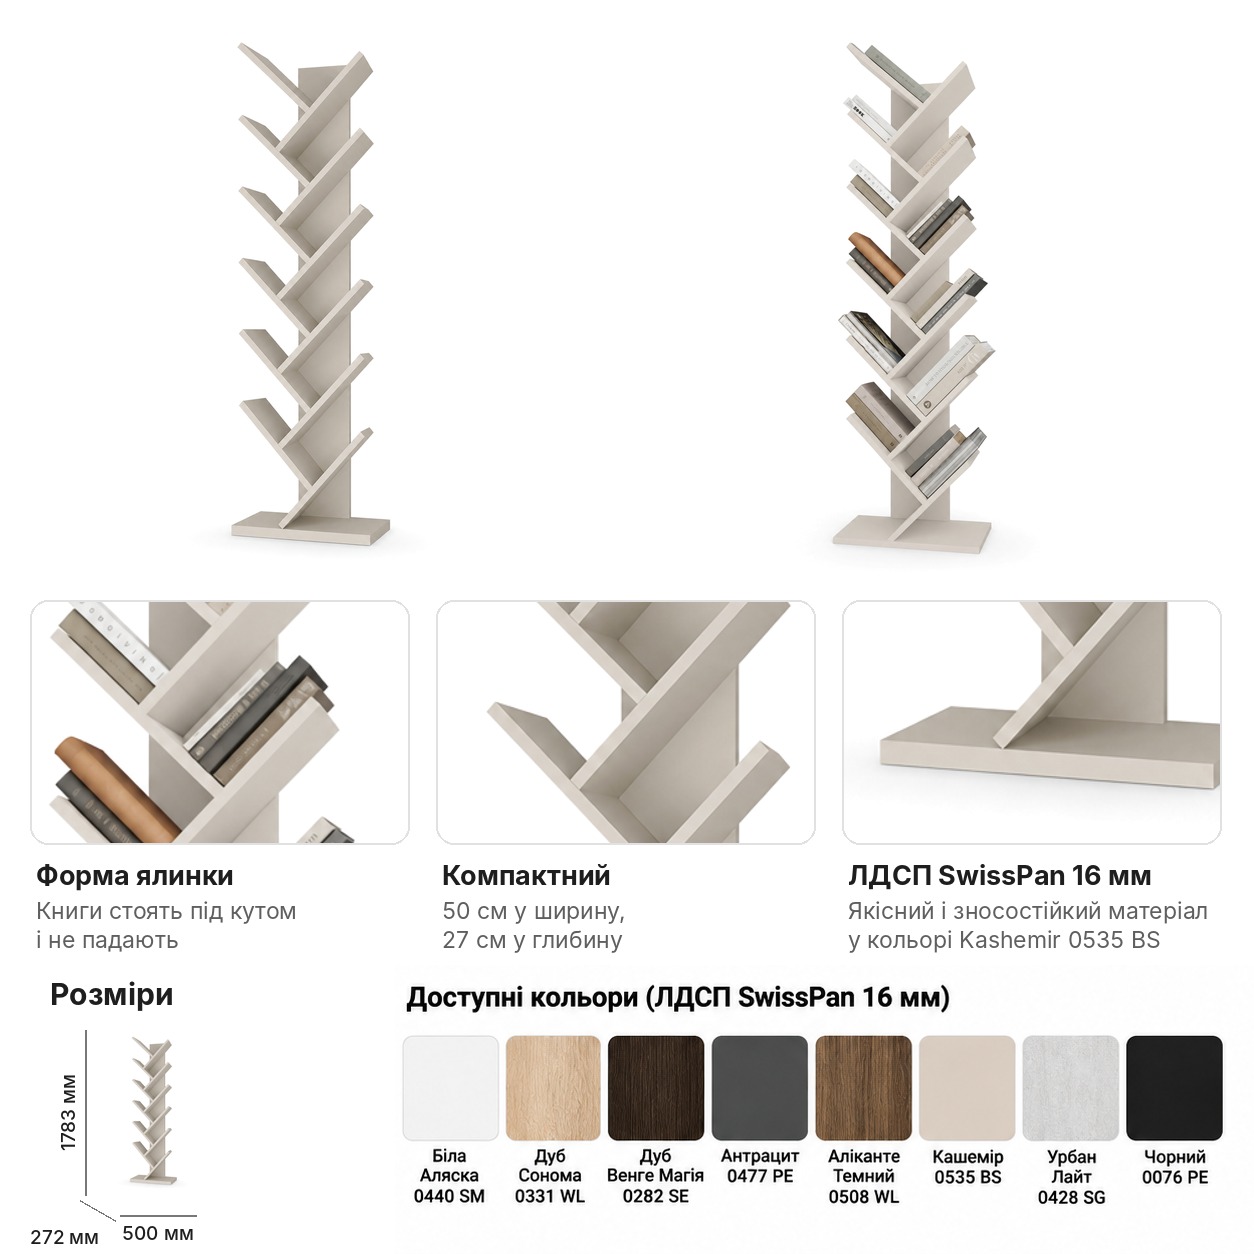 Форма ялинки
Книги стоять під кутом
і не падають
Компактний
50 см у ширину,
27 см у глибину
ЛДСП SwissPan 16 мм
Якісний і зносостійкий матеріал
у кольорі Kashemir 0535 BS
Розміри
1783 мм
272 мм
500 мм
Доступні кольори (ЛДСП SwissPan 16 мм)
Біла
Аляска
0440 SM
Дуб
Сонома
0331 WL
Дуб
Венге Магія
0282 SE
Антрацит
0477 PE
Аліканте
Темний
0508 WL
Кашемір
0535 BS
Урбан
Лайт
0428 SG
Чорний
0076 PE